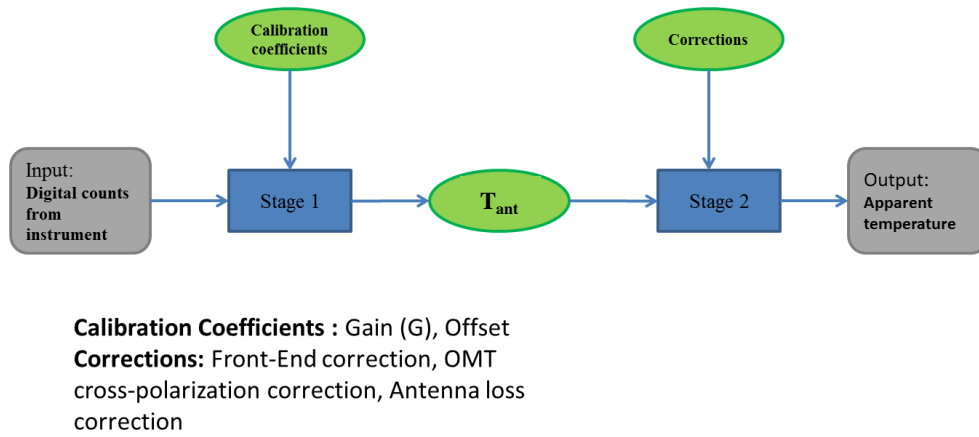 Calibration
coefficients
Corrections
Input:
Digital counts
from
instrument
Stage 1
Tant
Stage 2
Output:
Apparent
temperature
Calibration Coefficients : Gain (G), Offset
Corrections: Front-End correction, OMT
cross-polarization correction, Antenna loss
correction